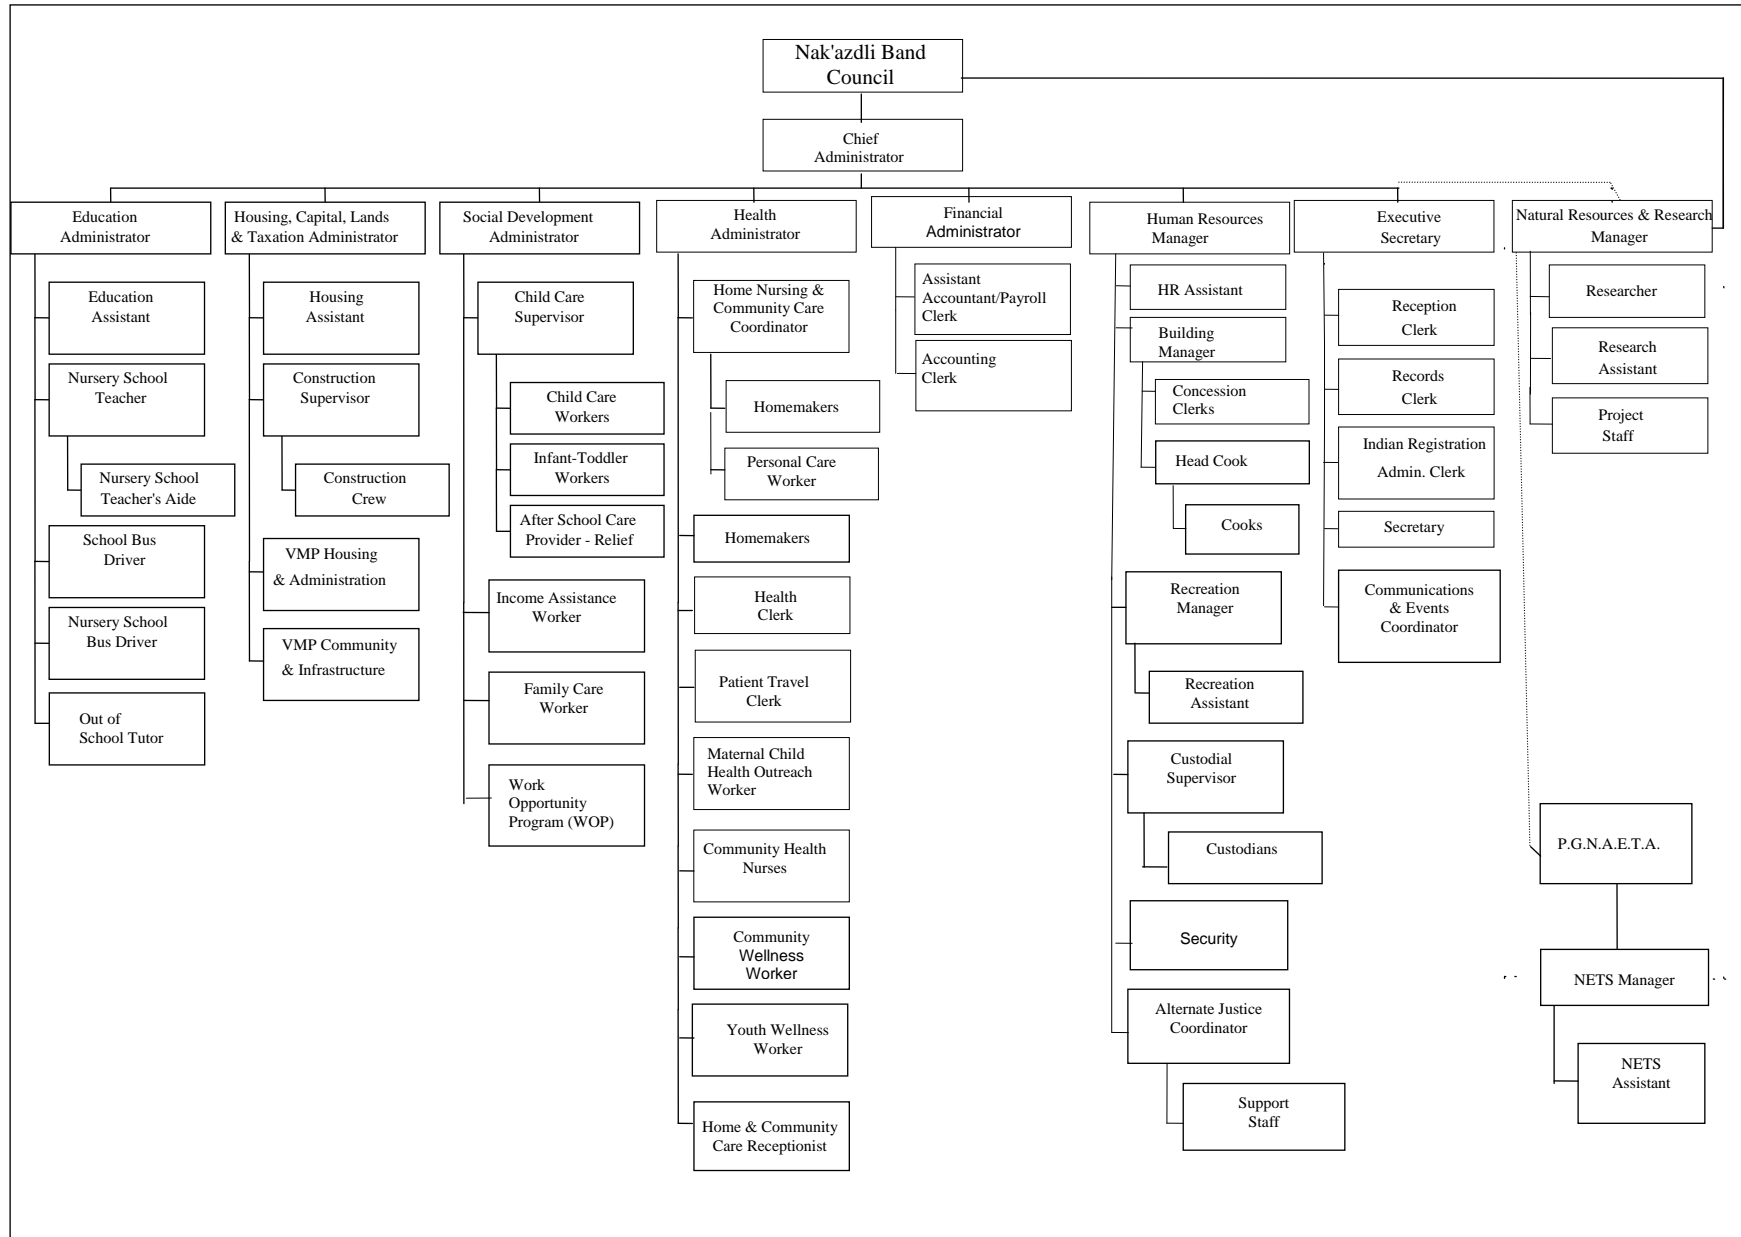 Nak'azdli Band
Council
Chief
Administrator
Education
Administrator
Education
Assistant
Nursery School
Teacher
Nursery School
Teacher's Aide
School Bus
Driver
Nursery School
Bus Driver
Out of
School Tutor
Housing, Capital, Lands
& Taxation Administrator
Housing
Assistant
Construction
Supervisor
Construction
Crew
VMP Housing
& Administration
VMP Community
& Infrastructure
Social Development
Administrator
Child Care
Supervisor
Child Care
Workers
Infant-Toddler
Workers
After School Care
Provider - Relief
Income Assistance
Worker
Family Care
Worker
Work
Opportunity
Program (WOP)
Health
Administrator
Home Nursing &
Community Care
Coordinator
Homemakers
Personal Care
Worker
Homemakers
Health
Clerk
Patient Travel
Clerk
Maternal Child
Health Outreach
Worker
Community Health
Nurses
Community
Wellness
Worker
Youth Wellness
Worker
Home & Community
Care Receptionist
Financial
Administrator
Assistant
Accountant/Payroll
Clerk
Accounting
Clerk
Human Resources
Manager
HR Assistant
Building
Manager
Concession
Clerks
Head Cook
Cooks
Recreation
Manager
Recreation
Assistant
Custodial
Supervisor
Custodians
Security
Alternate Justice
Coordinator
Support
Staff
Executive
Secretary
Reception
Clerk
Records
Clerk
Indian Registration
Admin. Clerk
Secretary
Communications
& Events
Coordinator
Natural Resources & Research
Manager
Researcher
Research
Assistant
Project
Staff
P.G.N.A.E.T.A.
NETS Manager
NETS
Assistant